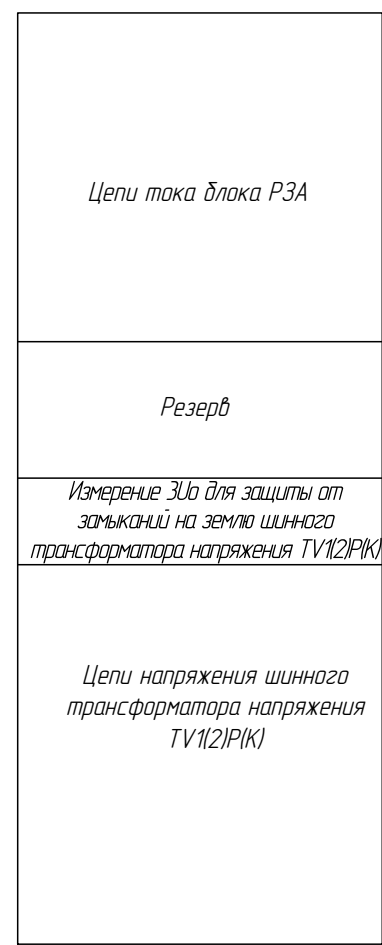 Цепи тока блока РЗА
Резерв
Измерение 3Uo для защиты от
замыканий на землю шинного
трансформатора напряжения TV1(2)Р(К)
Цепи напряжения шинного
трансформатора напряжения
TV1(2)Р(К)